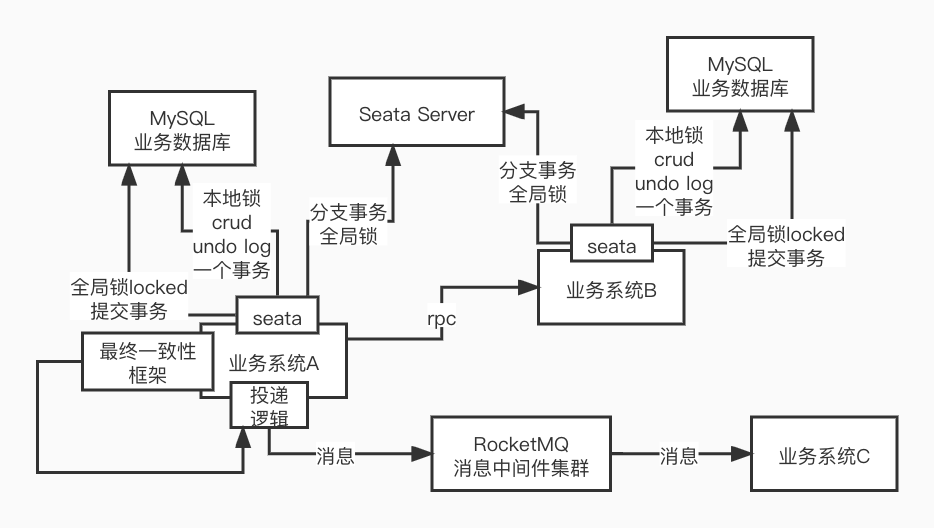 MySQL
业务数据库
MySQL
业务数据库
Seata Server
本地锁
crud
undo log
一个事务
分支事务
全局锁
分支事务
全局锁
本地锁
crud
undo log
一个事务
全局锁locked
提交事务
全局锁locked
提交事务
seata
业务系统B
seata
rpc
最终一致性
框架
业务系统A
投递
逻辑
消息
RocketMQ
消息中间件集群
消息
业务系统C